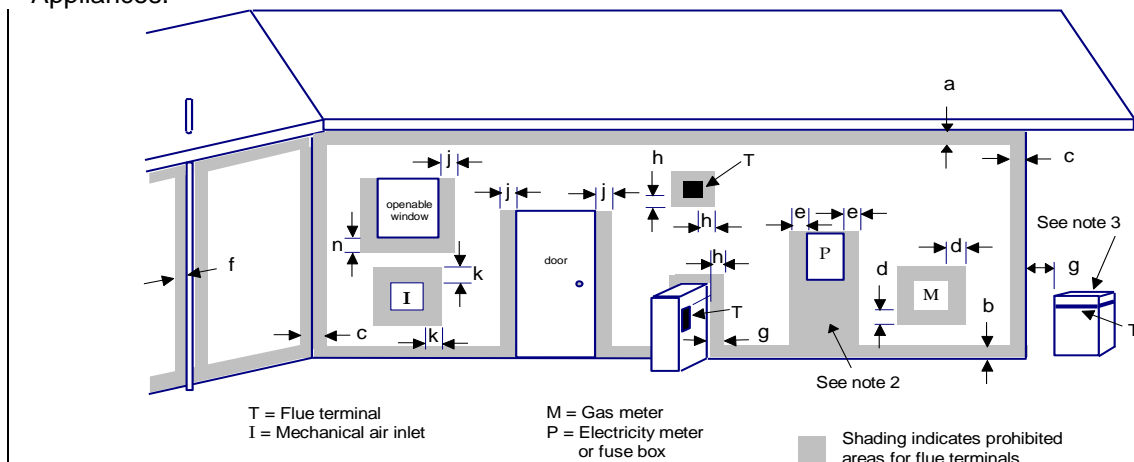 Appliances.
a
c
h
T
j
j
j
openable
window
h
e
e
See note 3
n
P
d
door
h
d
f
k
g
I
M
T
b
c
k
g
T
See note 2
T = Flue terminal
I = Mechanical air inlet
M = Gas meter
P = Electricity meter
or fuse box
Shading indicates prohibited
areas for flue terminals